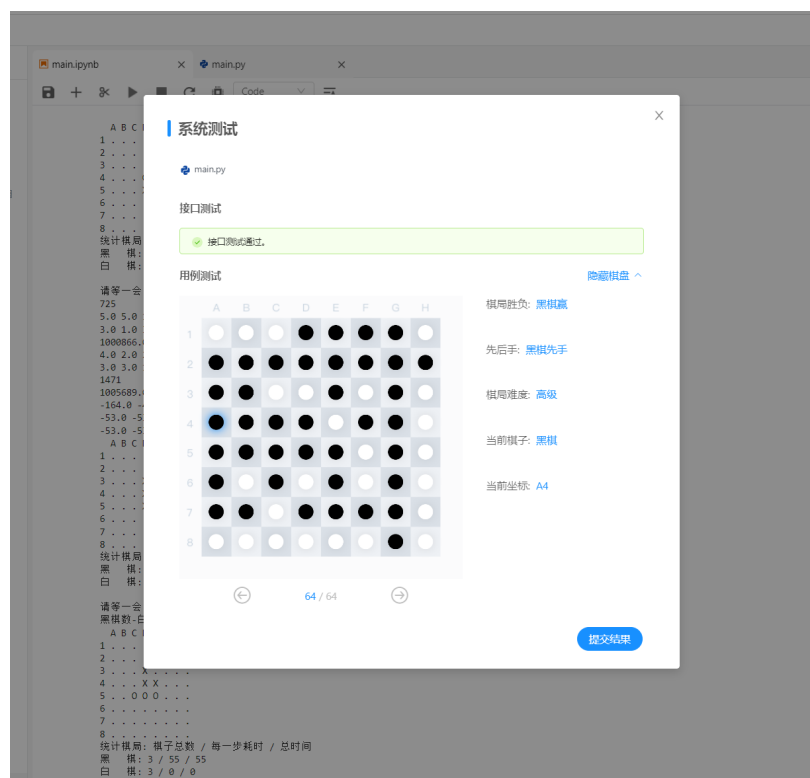 main.ipynb
main.py
Code
A B C
1 . . .
2 . . .
3 . . .
4 . . .
5 . . .
6 . . .
7 . . .
8 . . .
统计棋局
黑 棋:
白 棋:
请等一会
725
5.0 5.0
3.0 1.0
1000866.
4.0 2.0
3.0 3.0
1471
1005689.
-164.0 -
-53.0 -5
-53.0 -5
A B C
1 . . .
2 . . .
3 . . .
4 . . .
5 . . .
6 . . .
7 . . .
8 . . .
统计棋局
黑 棋:
白 棋:
请等一会
黑棋数-白
A B C
1 . . .
2 . . .
3 . . . X . . . .
4 . . . X X . . .
5 . . O O O . . .
6 . . . . . . . .
7 . . . . . . . .
8 . . . . . . . .
统计棋局: 棋子总数 / 每一步耗时 / 总时间
黑 棋: 3 / 55 / 55
白 棋: 3 / 0 / 0
系统测试
main.py
接口测试
接口测试通过。
用例测试
隐藏棋盘
A B C D E F G H
1
2
3
4
5
6
7
8
64 / 64
棋局胜负: 黑棋赢
先后手: 黑棋先手
棋局难度: 高级
当前棋子: 黑棋
当前坐标: A4
提交结果